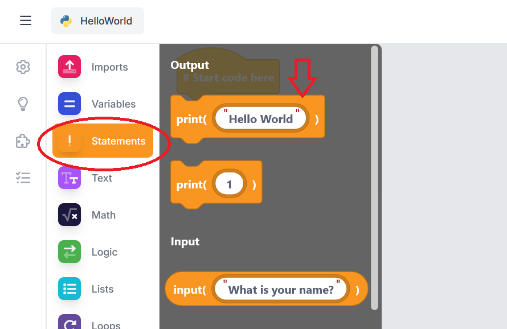 HelloWorld
Imports
Variables
Statements
Text
Math
Logic
Lists
Loops
Output
# Start code here
print( "Hello World" )
print( 1 )
Input
input( "What is your name?" )